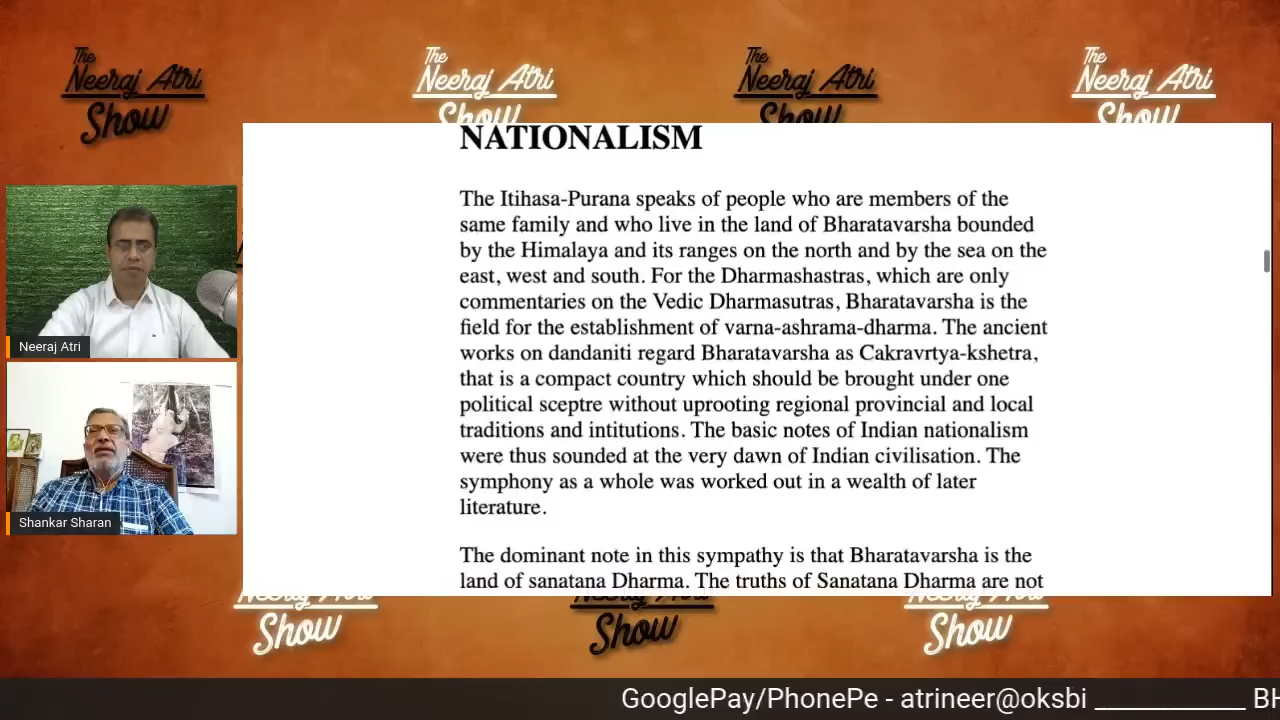 The
Neeraj Atri
Show
The
Neeraj Atri
Show
The
Neeraj Atri
Show
The
Neeraj Atri
Show
NATIONALISM
The Itihasa-Purana speaks of people who are members of the
same family and who live in the land of Bharatavarsha bounded
by the Himalaya and its ranges on the north and by the sea on the
east, west and south. For the Dharmashastras, which are only
commentaries on the Vedic Dharmasutras, Bharatavarsha is the
field for the establishment of varna-ashrama-dharma. The ancient
works on dandaniti regard Bharatavarsha as Cakravrtya-kshetra,
that is a compact country which should be brought under one
political sceptre without uprooting regional provincial and local
traditions and intitutions. The basic notes of Indian nationalism
were thus sounded at the very dawn of Indian civilisation. The
symphony as a whole was worked out in a wealth of later
literature.
The dominant note in this sympathy is that Bharatavarsha is the
land of sanatana Dharma. The truths of Sanatana Dharma are not
Neeraj Atri
Shankar Sharan
Neeraj Atri
Show
Neeraj Atri
Show
Neeraj Atri
Show
GooglePay/PhonePe - atrineer@oksbi ___________ BH